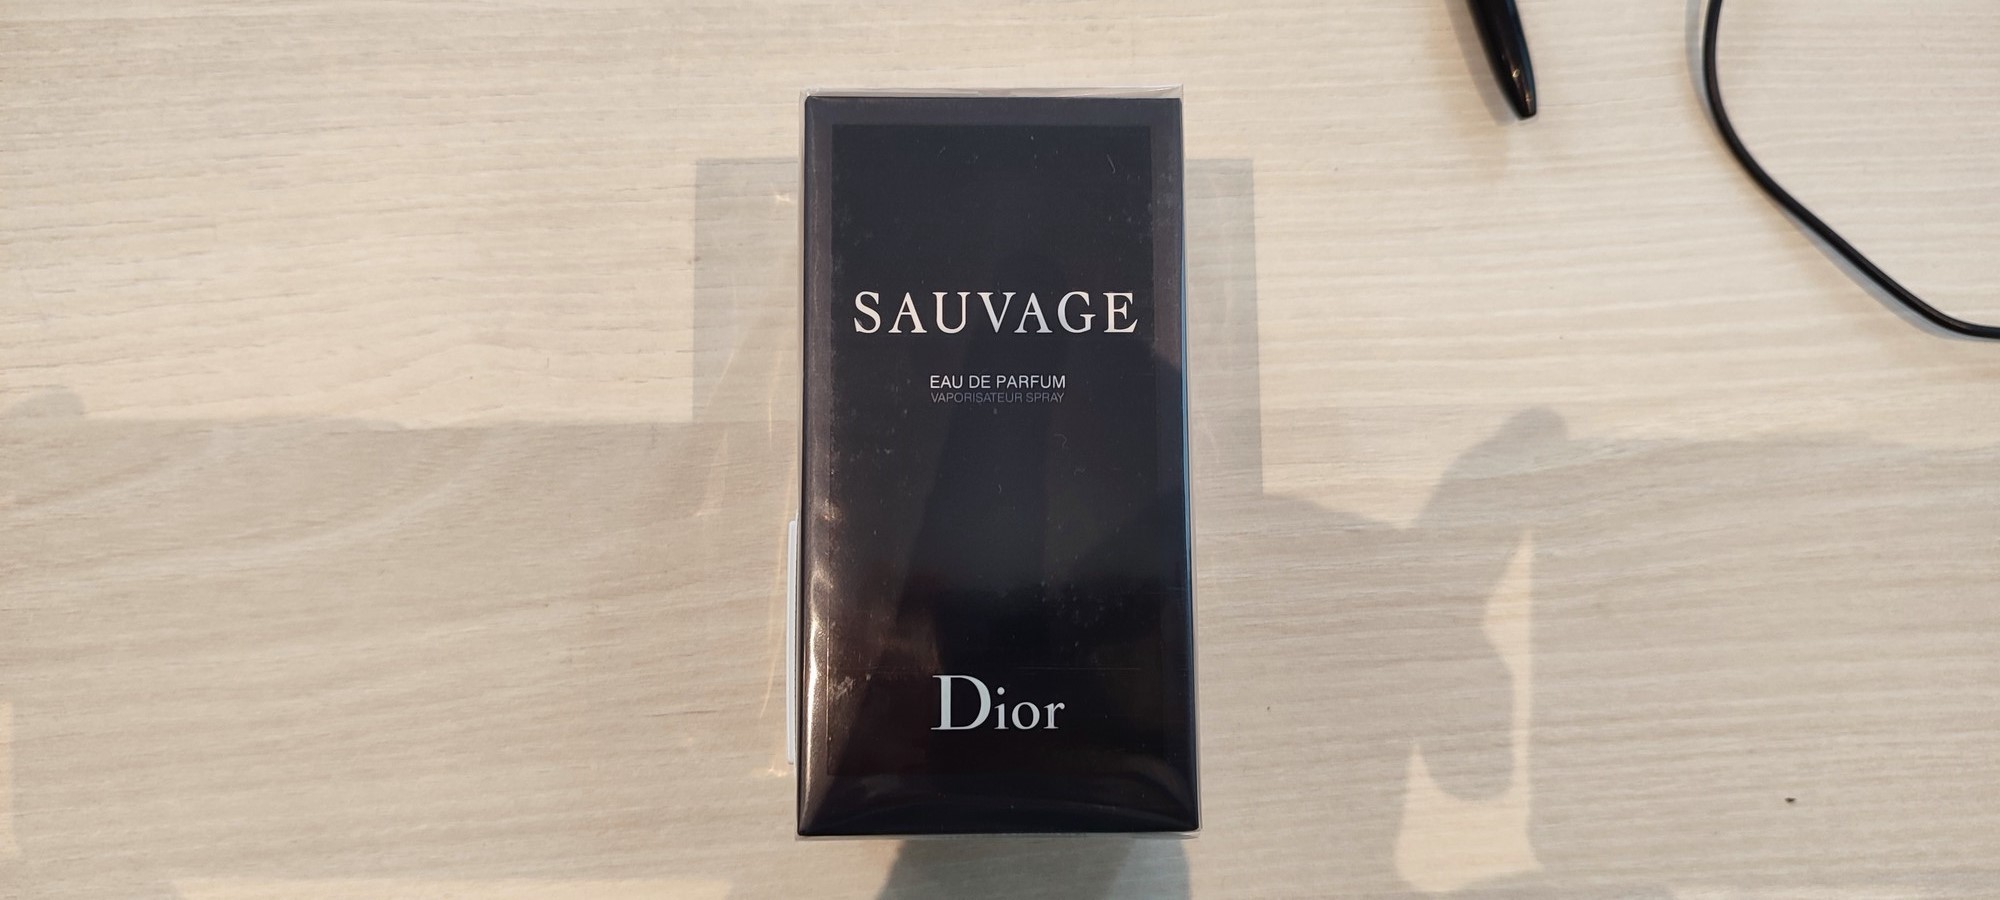 SAUVAGE
EAU DE PARFUM
VAPORISATEUR SPRAY
Dior